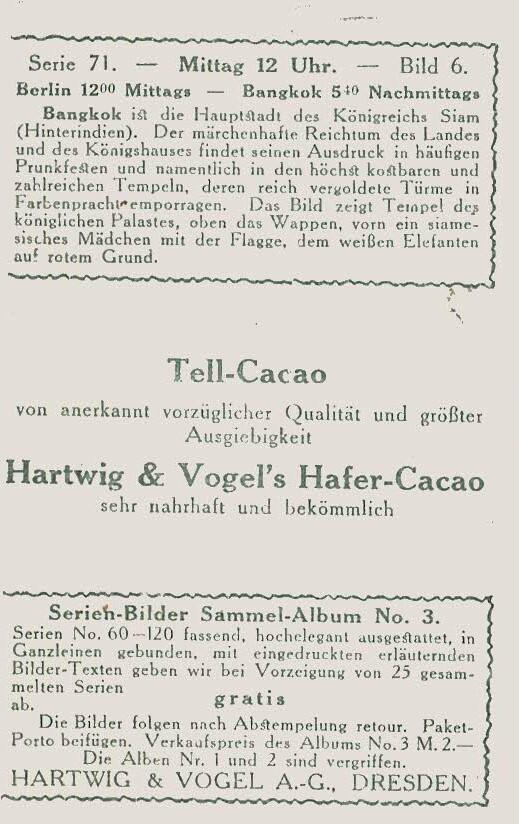 Serie 71. — Mittag 12 Uhr. — Bild 6.
Berlin 12⁰⁰ Mittags — Bangkok 5⁴⁰ Nachmittags
Bangkok ist die Hauptstadt des Königreichs Siam
(Hinterindien). Der märchenhafte Reichtum des Landes
und des Königshauses findet seinen Ausdruck in häufigen
Prunkfesten und namentlich in den höchst kostbaren und
zahlreichen Tempeln, deren reich vergoldete Türme in
Farbenpracht emporragen. Das Bild zeigt Tempel des
königlichen Palastes, oben das Wappen, vorn ein siame-
sisches Mädchen mit der Flagge, dem weißen Elefanten
auf rotem Grund.
Tell-Cacao
von anerkannt vorzüglicher Qualität und größter
Ausgiebigkeit
Hartwig & Vogel's Hafer-Cacao
sehr nahrhaft und bekömmlich
Serien-Bilder Sammel-Album No. 3.
Serien No. 60—120 fassend, hochelegant ausgestattet, in
Ganzleinen gebunden, mit eingedruckten erläuternden
Bilder-Texten geben wir bei Vorzeigung von 25 gesam-
melten Serien
gratis
ab.
Die Bilder folgen nach Abstempelung retour. Paket-
Porto beifügen. Verkaufspreis des Albums No. 3 M. 2.—
Die Alben Nr. 1 und 2 sind vergriffen.
HARTWIG & VOGEL A.-G., DRESDEN.